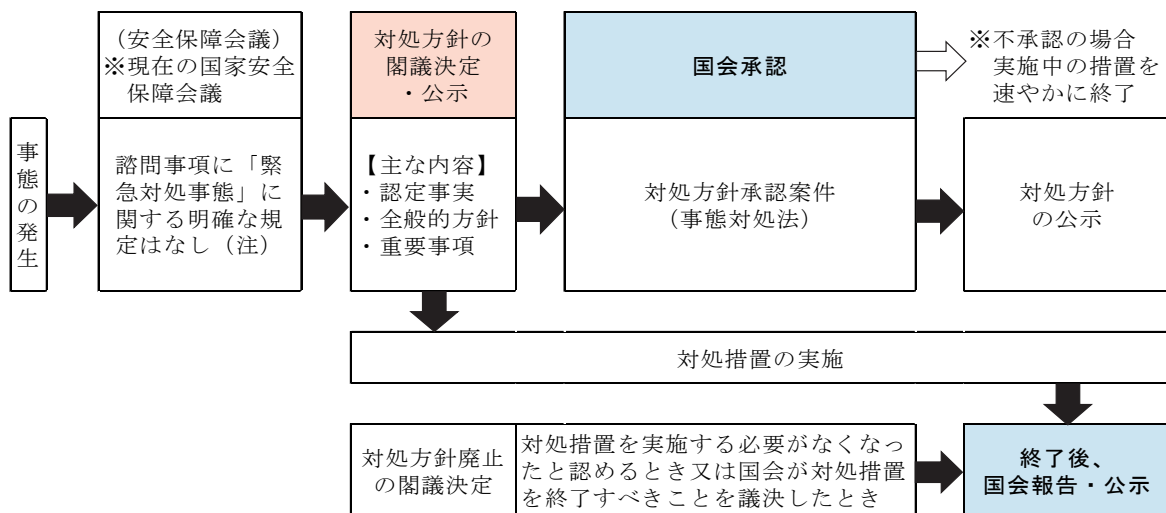 事態の発生
（安全保障会議）
※現在の国家安全
保障会議
諮問事項に「緊
急対処事態」に
関する明確な規
定はなし（注）
対処方針の
閣議決定
・公示
【主な内容】
・認定事実
・全般的方針
・重要事項
国会承認
対処方針承認案件
（事態対処法）
※不承認の場合
実施中の措置を
速やかに終了
対処方針
の公示
対処措置の実施
対処方針廃止
の閣議決定
対処措置を実施する必要がなくなっ
たと認めるとき又は国会が対処措置
を終了すべきことを議決したとき
終了後、
国会報告・公示